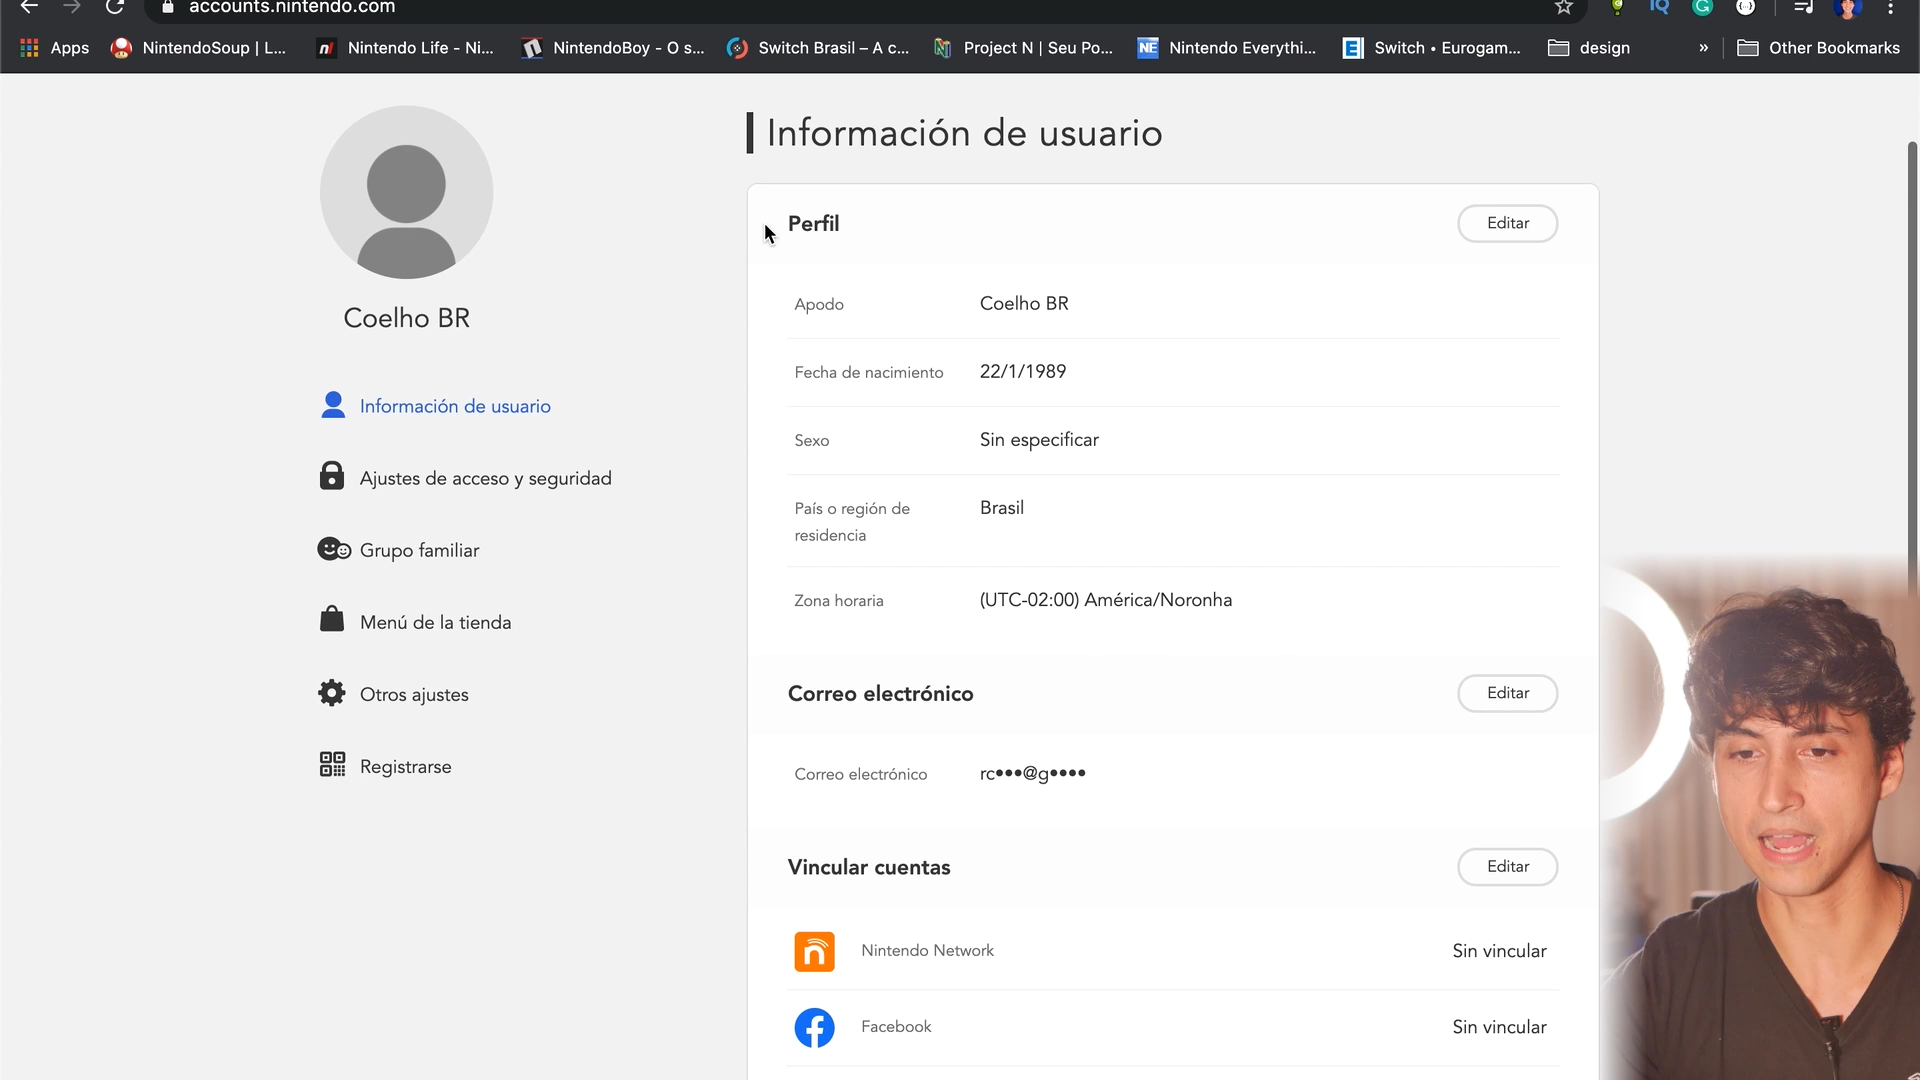 accounts.nintendo.com
Apps
NintendoSoup | L...
Nintendo Life - Ni...
NintendoBoy - O s...
Switch Brasil – A c...
Project N | Seu Po...
Nintendo Everythi...
Switch • Eurogam...
design
»
Other Bookmarks
Información de usuario
Perfil
Editar
Apodo
Coelho BR
Coelho BR
Fecha de nacimiento
22/1/1989
Información de usuario
Sexo
Sin especificar
Ajustes de acceso y seguridad
País o región de
residencia
Brasil
Grupo familiar
Zona horaria
(UTC-02:00) América/Noronha
Menú de la tienda
Otros ajustes
Correo electrónico
Editar
Registrarse
Correo electrónico
rc•••@g••••
Vincular cuentas
Editar
Nintendo Network
Sin vincular
Facebook
Sin vincular